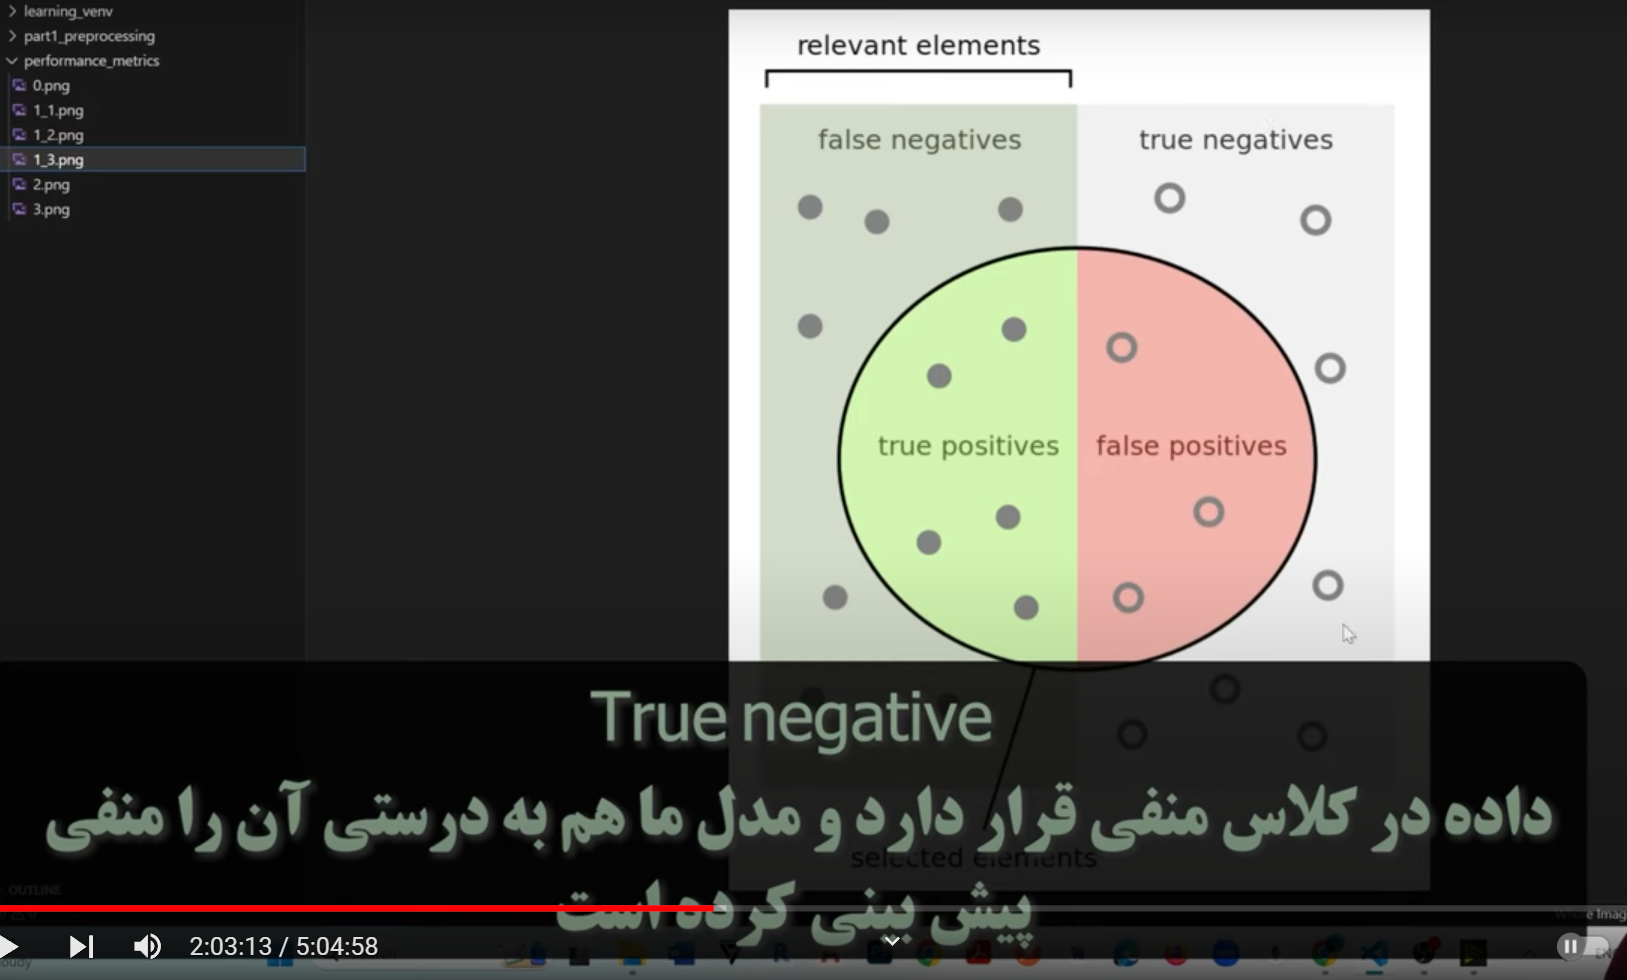 learning_venv
part1_preprocessing
performance_metrics
0.png
1_1.png
1_2.png
1_3.png
2.png
3.png
relevant elements
false negatives
true negatives
true positives
false positives
True negative
داده در کلاس منفی قرار دارد و مدل ما هم به درستی آن را منفی
پیش بینی کرده است
selected elements
OUTLINE
2:03:13 / 5:04:58